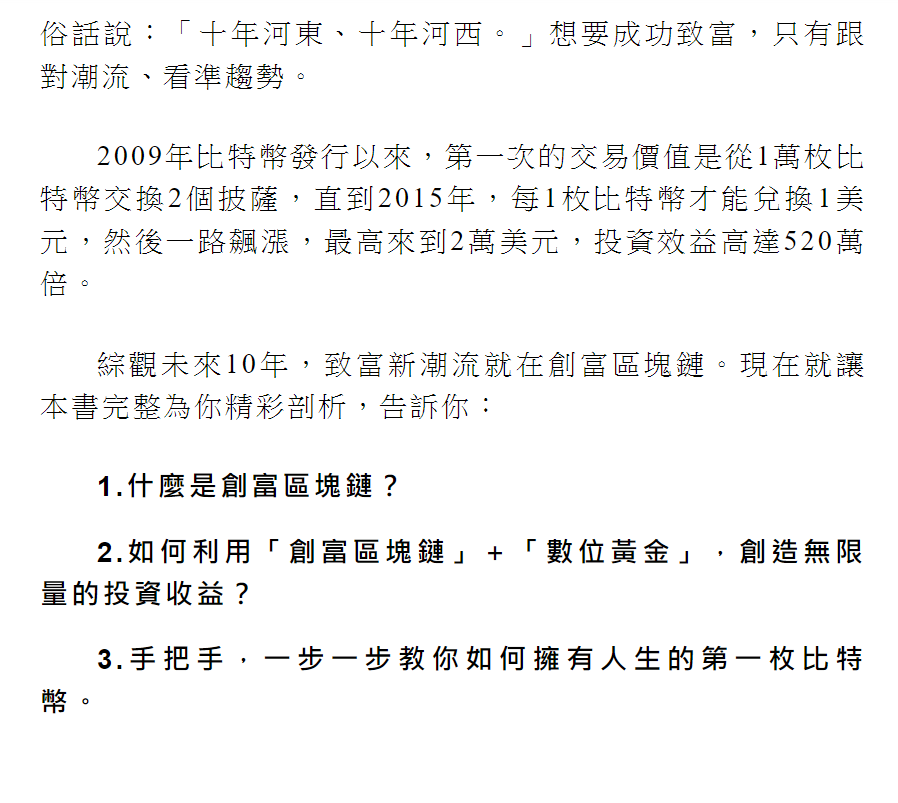 俗話說：「十年河東、十年河西。」想要成功致富，只有跟
對潮流、看準趨勢。
2009年比特幣發行以來，第一次的交易價值是從1萬枚比
特幣交換2個披薩，直到2015年，每1枚比特幣才能兌換1美
元，然後一路飆漲，最高來到2萬美元，投資效益高達520萬
倍。
綜觀未來10年，致富新潮流就在創富區塊鏈。現在就讓
本書完整為你精彩剖析，告訴你：
1.什麼是創富區塊鏈？
2.如何利用「創富區塊鏈」+「數位黃金」，創造無限
量的投資收益？
3.手把手，一步一步教你如何擁有人生的第一枚比特
幣。